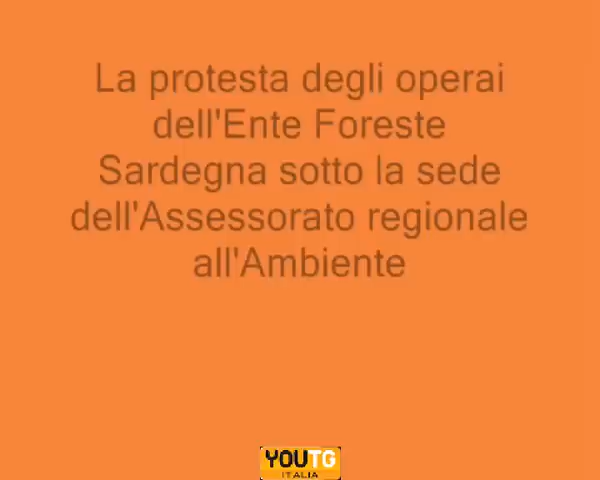 La protesta degli operai
dell'Ente Foreste
Sardegna sotto la sede
dell'Assessorato regionale
all'Ambiente
YOUTG
ITALIA